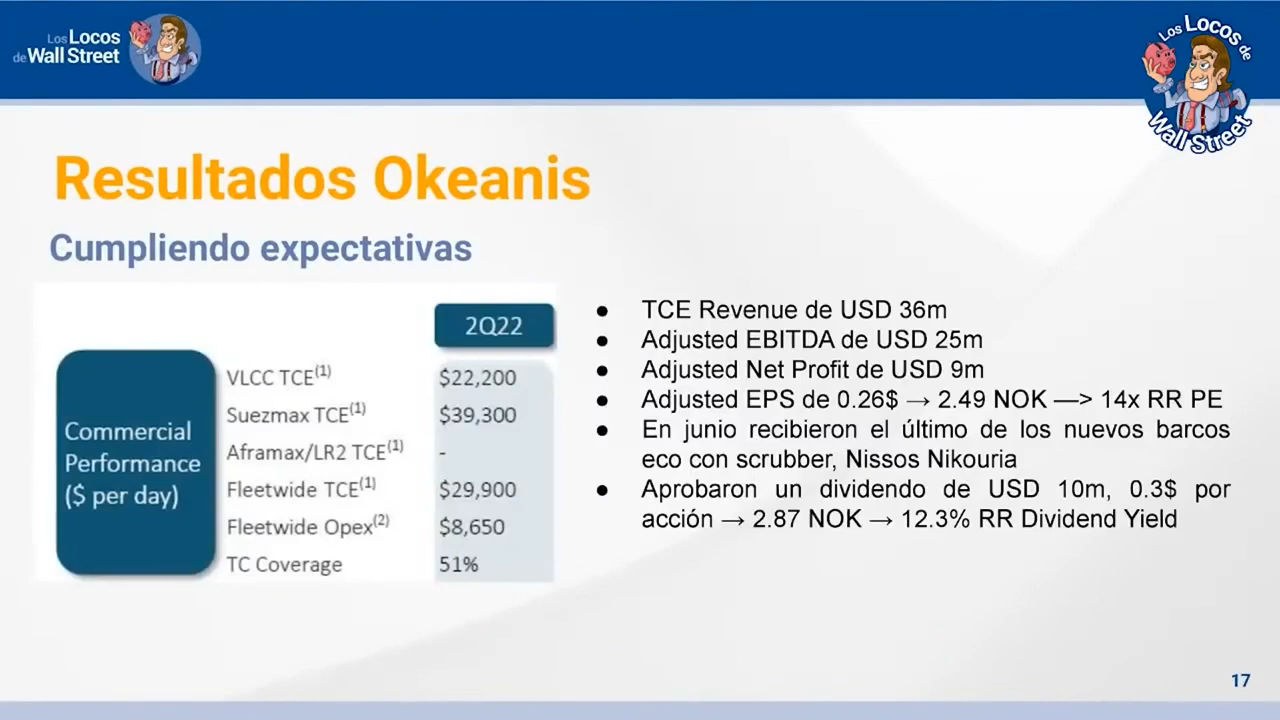 Los Locos
de Wall Street
Los Locos de
Wall Street
Resultados Okeanis
Cumpliendo expectativas
2Q22
Commercial
Performance
($ per day)
VLCC TCE(1) $22,200
Suezmax TCE(1) $39,300
Aframax/LR2 TCE(1) -
Fleetwide TCE(1) $29,900
Fleetwide Opex(2) $8,650
TC Coverage 51%
● TCE Revenue de USD 36m
● Adjusted EBITDA de USD 25m
● Adjusted Net Profit de USD 9m
● Adjusted EPS de 0.26$ → 2.49 NOK —> 14x RR PE
● En junio recibieron el último de los nuevos barcos
eco con scrubber, Nissos Nikouria
● Aprobaron un dividendo de USD 10m, 0.3$ por
acción → 2.87 NOK → 12.3% RR Dividend Yield
17